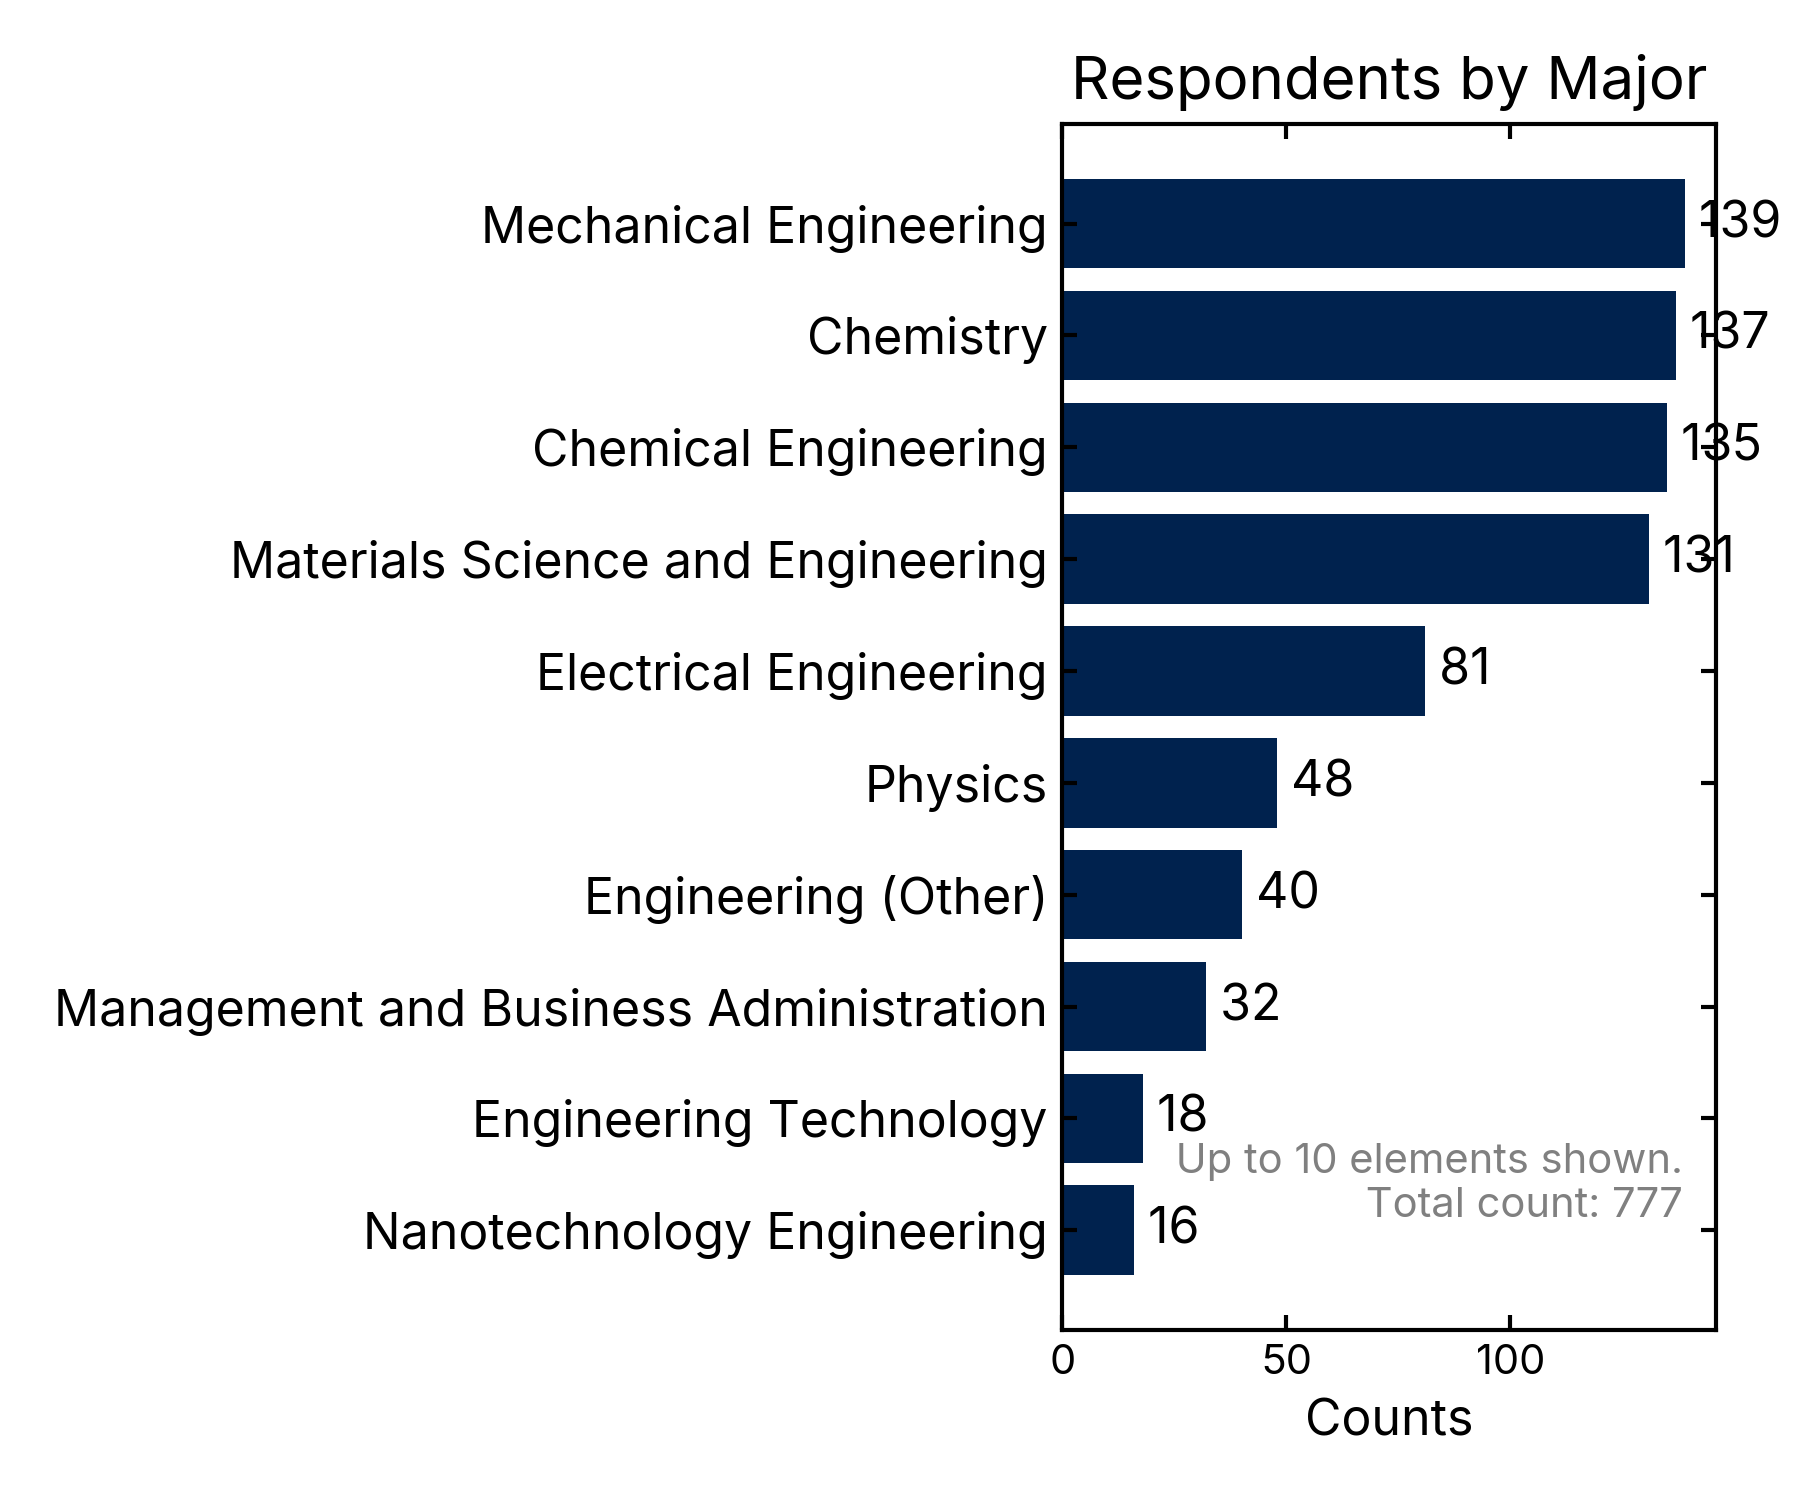 Respondents by Major
Mechanical Engineering 139
Chemistry 137
Chemical Engineering 135
Materials Science and Engineering 131
Electrical Engineering 81
Physics 48
Engineering (Other) 40
Management and Business Administration 32
Engineering Technology 18
Up to 10 elements shown.
Total count: 777
Nanotechnology Engineering 16
0 50 100
Counts